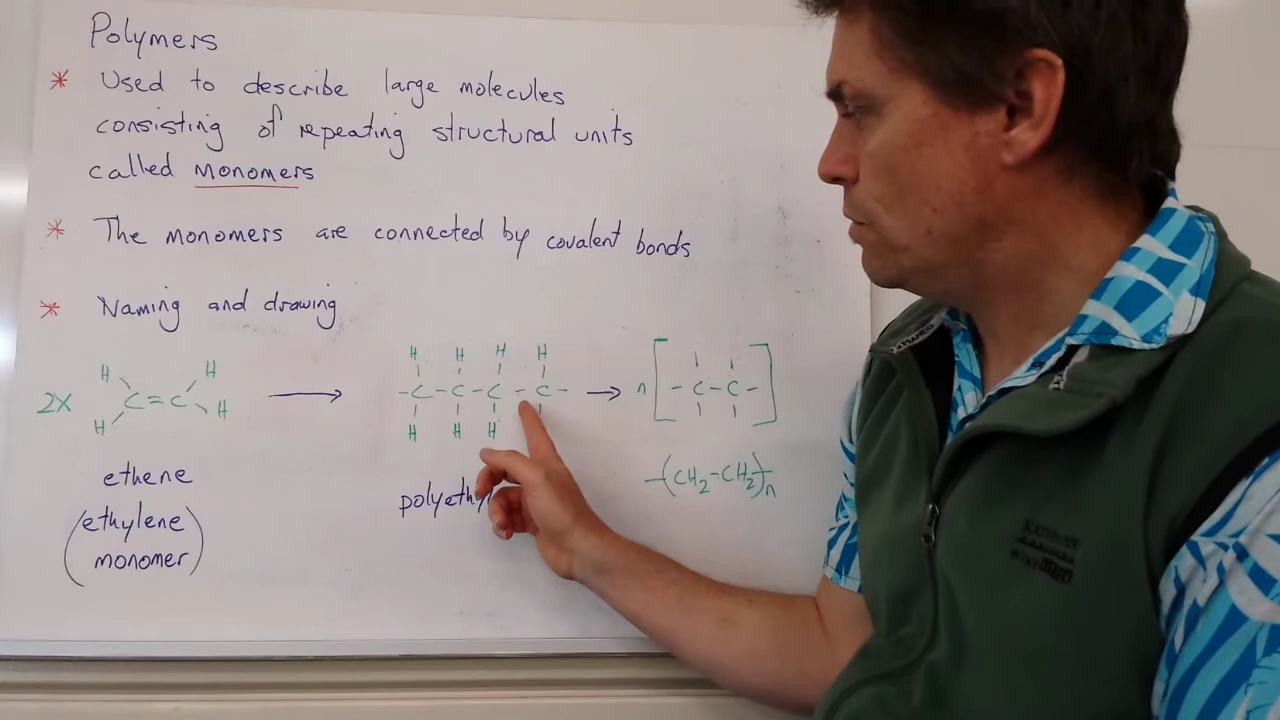 Polymers
* Used to describe large molecules
consisting of repeating structural units
called monomers
* The monomers are connected by covalent bonds
* Naming and drawing
H H H H H H
2x C=C → -C-C-C-C- → n [-C-C-]
H H H H H
ethene polyethyl -(CH₂-CH₂)n
(ethylene
monomer)